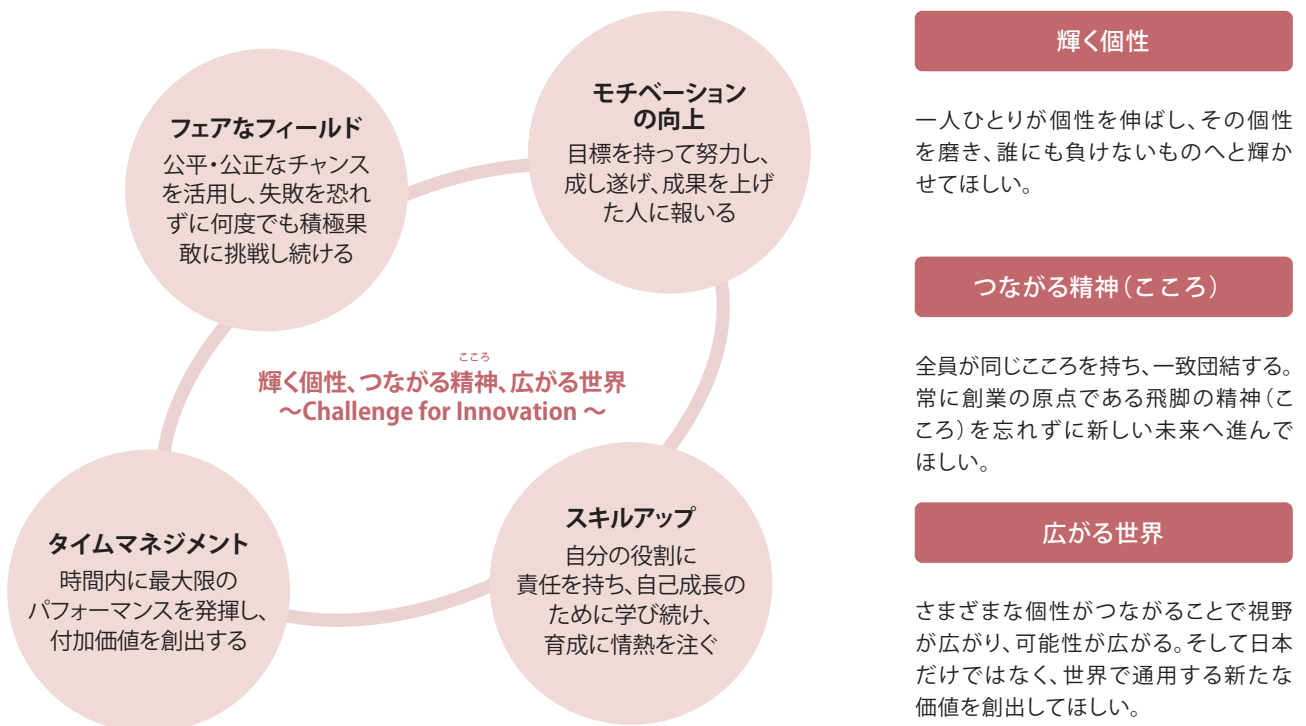 フェアなフィールド
公平・公正なチャンス
を活用し、失敗を恐れ
ずに何度でも積極果
敢に挑戦し続ける
モチベーション
の向上
目標を持って努力し、
成し遂げ、成果を上げ
た人に報いる
こころ
輝く個性、つながる精神、広がる世界
～Challenge for Innovation ～
タイムマネジメント
時間内に最大限の
パフォーマンスを発揮し、
付加価値を創出する
スキルアップ
自分の役割に
責任を持ち、自己成長の
ために学び続け、
育成に情熱を注ぐ
輝く個性
一人ひとりが個性を伸ばし、その個性
を磨き、誰にも負けないものへと輝か
せてほしい。
つながる精神（こころ）
全員が同じこころを持ち、一致団結する。
常に創業の原点である飛脚の精神（こ
ころ）を忘れずに新しい未来へ進んで
ほしい。
広がる世界
さまざまな個性がつながることで視野
が広がり、可能性が広がる。そして日本
だけではなく、世界で通用する新たな
価値を創出してほしい。